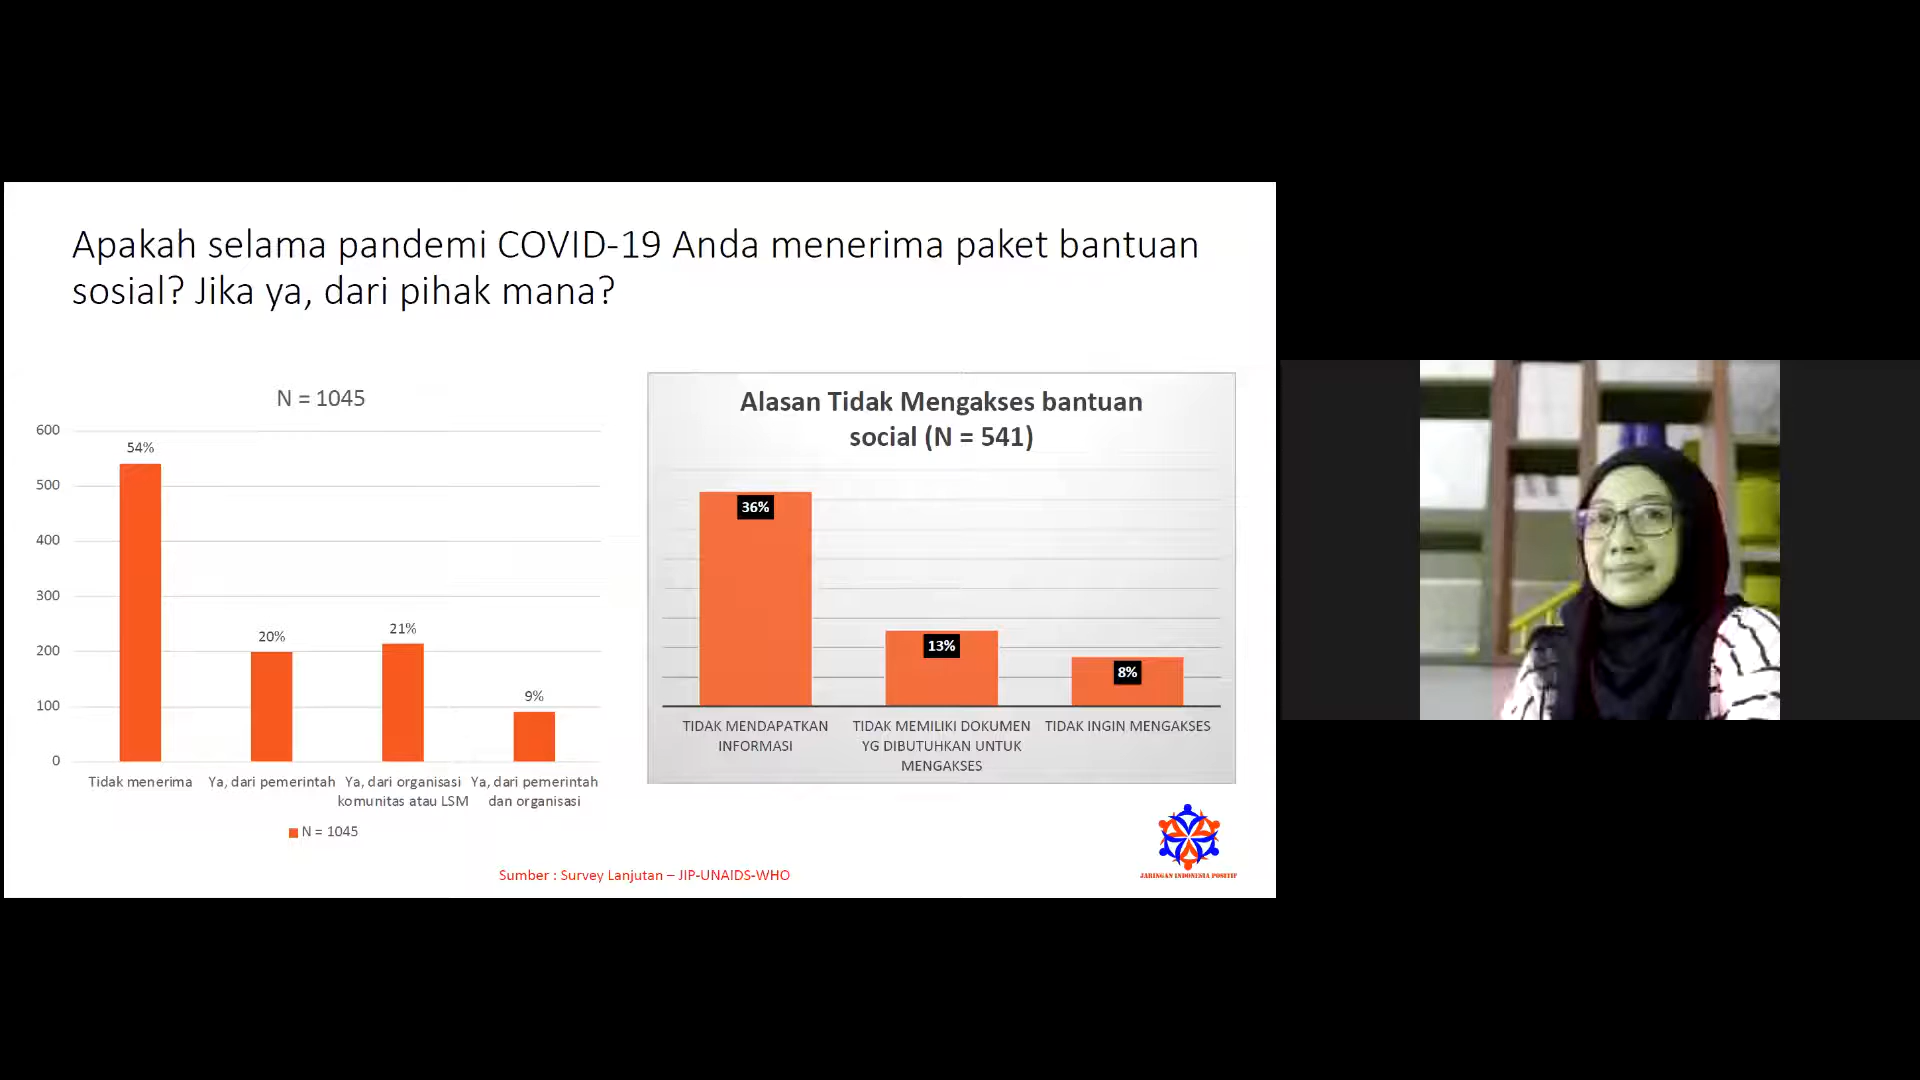 Apakah selama pandemi COVID-19 Anda menerima paket bantuan
sosial? Jika ya, dari pihak mana?
N = 1045
600
500
400
300
200
100
0
54%
20%
21%
9%
Tidak menerima
Ya, dari pemerintah
Ya, dari organisasi
komunitas atau LSM
Ya, dari pemerintah
dan organisasi
N = 1045
Alasan Tidak Mengakses bantuan
social (N = 541)
36%
13%
8%
TIDAK MENDAPATKAN
INFORMASI
TIDAK MEMILIKI DOKUMEN
YG DIBUTUHKAN UNTUK
MENGAKSES
TIDAK INGIN MENGAKSES
Sumber : Survey Lanjutan – JIP-UNAIDS-WHO
JARINGAN INDONESIA POSITIF